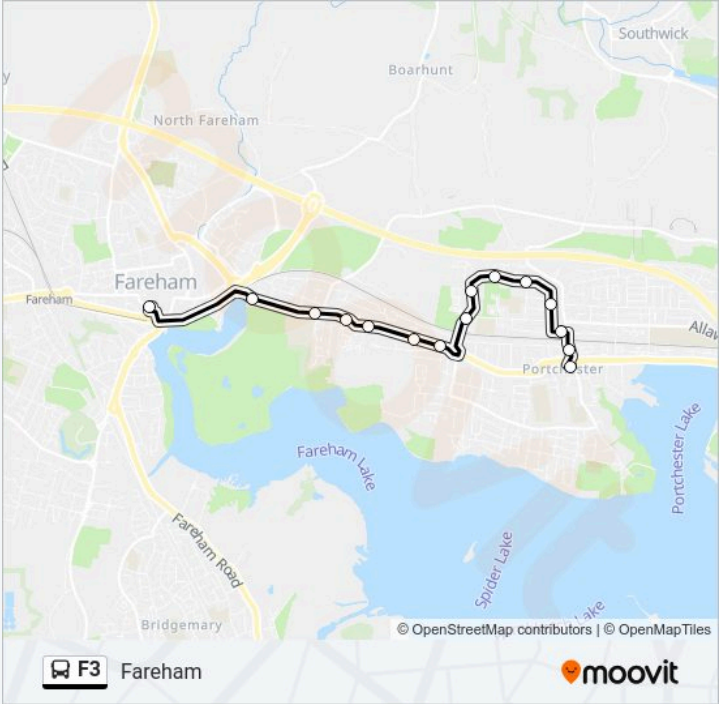 Southwick
Boarhunt
North Fareham
Fareham
Fareham
Allaw
Portchester
Portchester Lake
Fareham Lake
Fareham Road
Spider Lake
Lake
Bridgemary
© OpenStreetMap contributors | © OpenMapTiles
F3 Fareham
moovit